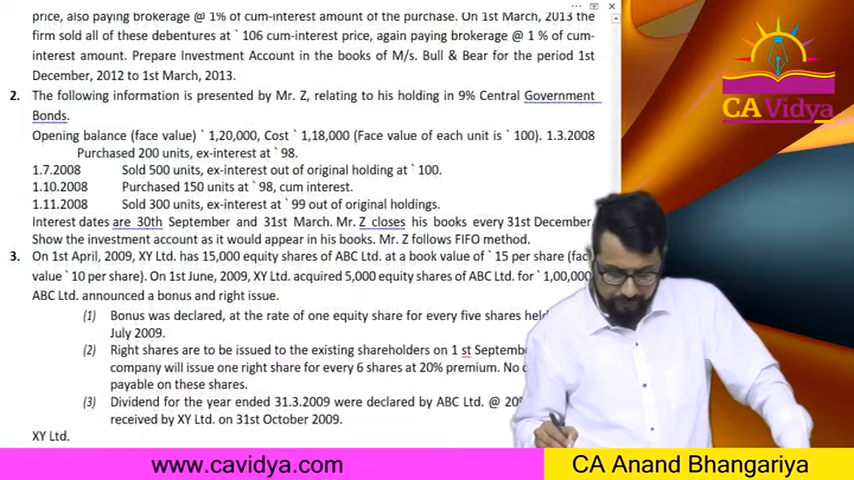 price, also paying brokerage @ 1% of cum-interest amount of the purchase. On 1st March, 2013 the
firm sold all of these debentures at ` 106 cum-interest price, again paying brokerage @ 1 % of cum-
interest amount. Prepare Investment Account in the books of M/s. Bull & Bear for the period 1st
December, 2012 to 1st March, 2013.
2. The following information is presented by Mr. Z, relating to his holding in 9% Central Government
Bonds.
Opening balance (face value) ` 1,20,000, Cost ` 1,18,000 (Face value of each unit is ` 100). 1.3.2008
Purchased 200 units, ex-interest at ` 98.
1.7.2008 Sold 500 units, ex-interest out of original holding at ` 100.
1.10.2008 Purchased 150 units at ` 98, cum interest.
1.11.2008 Sold 300 units, ex-interest at ` 99 out of original holdings.
Interest dates are 30th September and 31st March. Mr. Z closes his books every 31st December.
Show the investment account as it would appear in his books. Mr. Z follows FIFO method.
3. On 1st April, 2009, XY Ltd. has 15,000 equity shares of ABC Ltd. at a book value of ` 15 per share (fac
value ` 10 per share). On 1st June, 2009, XY Ltd. acquired 5,000 equity shares of ABC Ltd. for ` 1,00,000
ABC Ltd. announced a bonus and right issue.
(1) Bonus was declared, at the rate of one equity share for every five shares held
July 2009.
(2) Right shares are to be issued to the existing shareholders on 1 st Septemb
company will issue one right share for every 6 shares at 20% premium. No
payable on these shares.
(3) Dividend for the year ended 31.3.2009 were declared by ABC Ltd. @ 20
received by XY Ltd. on 31st October 2009.
XY Ltd.
CA Vidya
www.cavidya.com
CA Anand Bhangariya